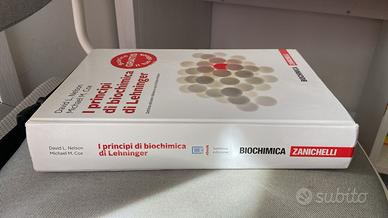 David L. Nelson
Michael M. Cox
I principi
di biochimica
di Lehninger
David L. Nelson
Michael M. Cox
I principi di biochimica
di Lehninger
ebook
BIOCHIMICA
ZANICHELLI
subito